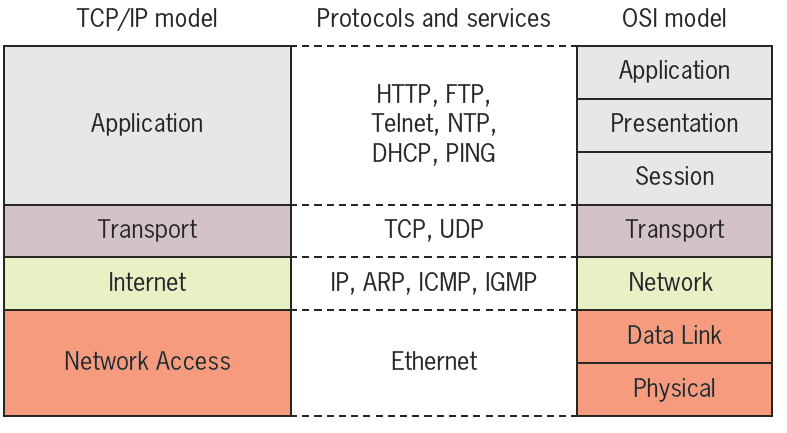 TCP/IP model
Protocols and services
OSI model
Application
HTTP, FTP,
Telnet, NTP,
DHCP, PING
Application
Presentation
Session
Transport
TCP, UDP
Transport
Internet
IP, ARP, ICMP, IGMP
Network
Network Access
Ethernet
Data Link
Physical